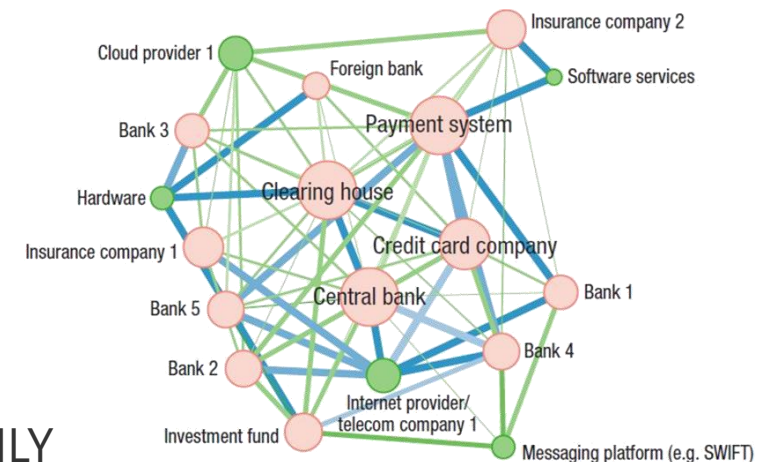 Insurance company 2
Cloud provider 1
Foreign bank
Software services
Bank 3
Payment system
Hardware
Clearing house
Insurance company 1
Credit card company
Central bank
Bank 1
Bank 5
Bank 4
Bank 2
Internet provider/
telecom company 1
Investment fund
Messaging platform (e.g. SWIFT)
ILY